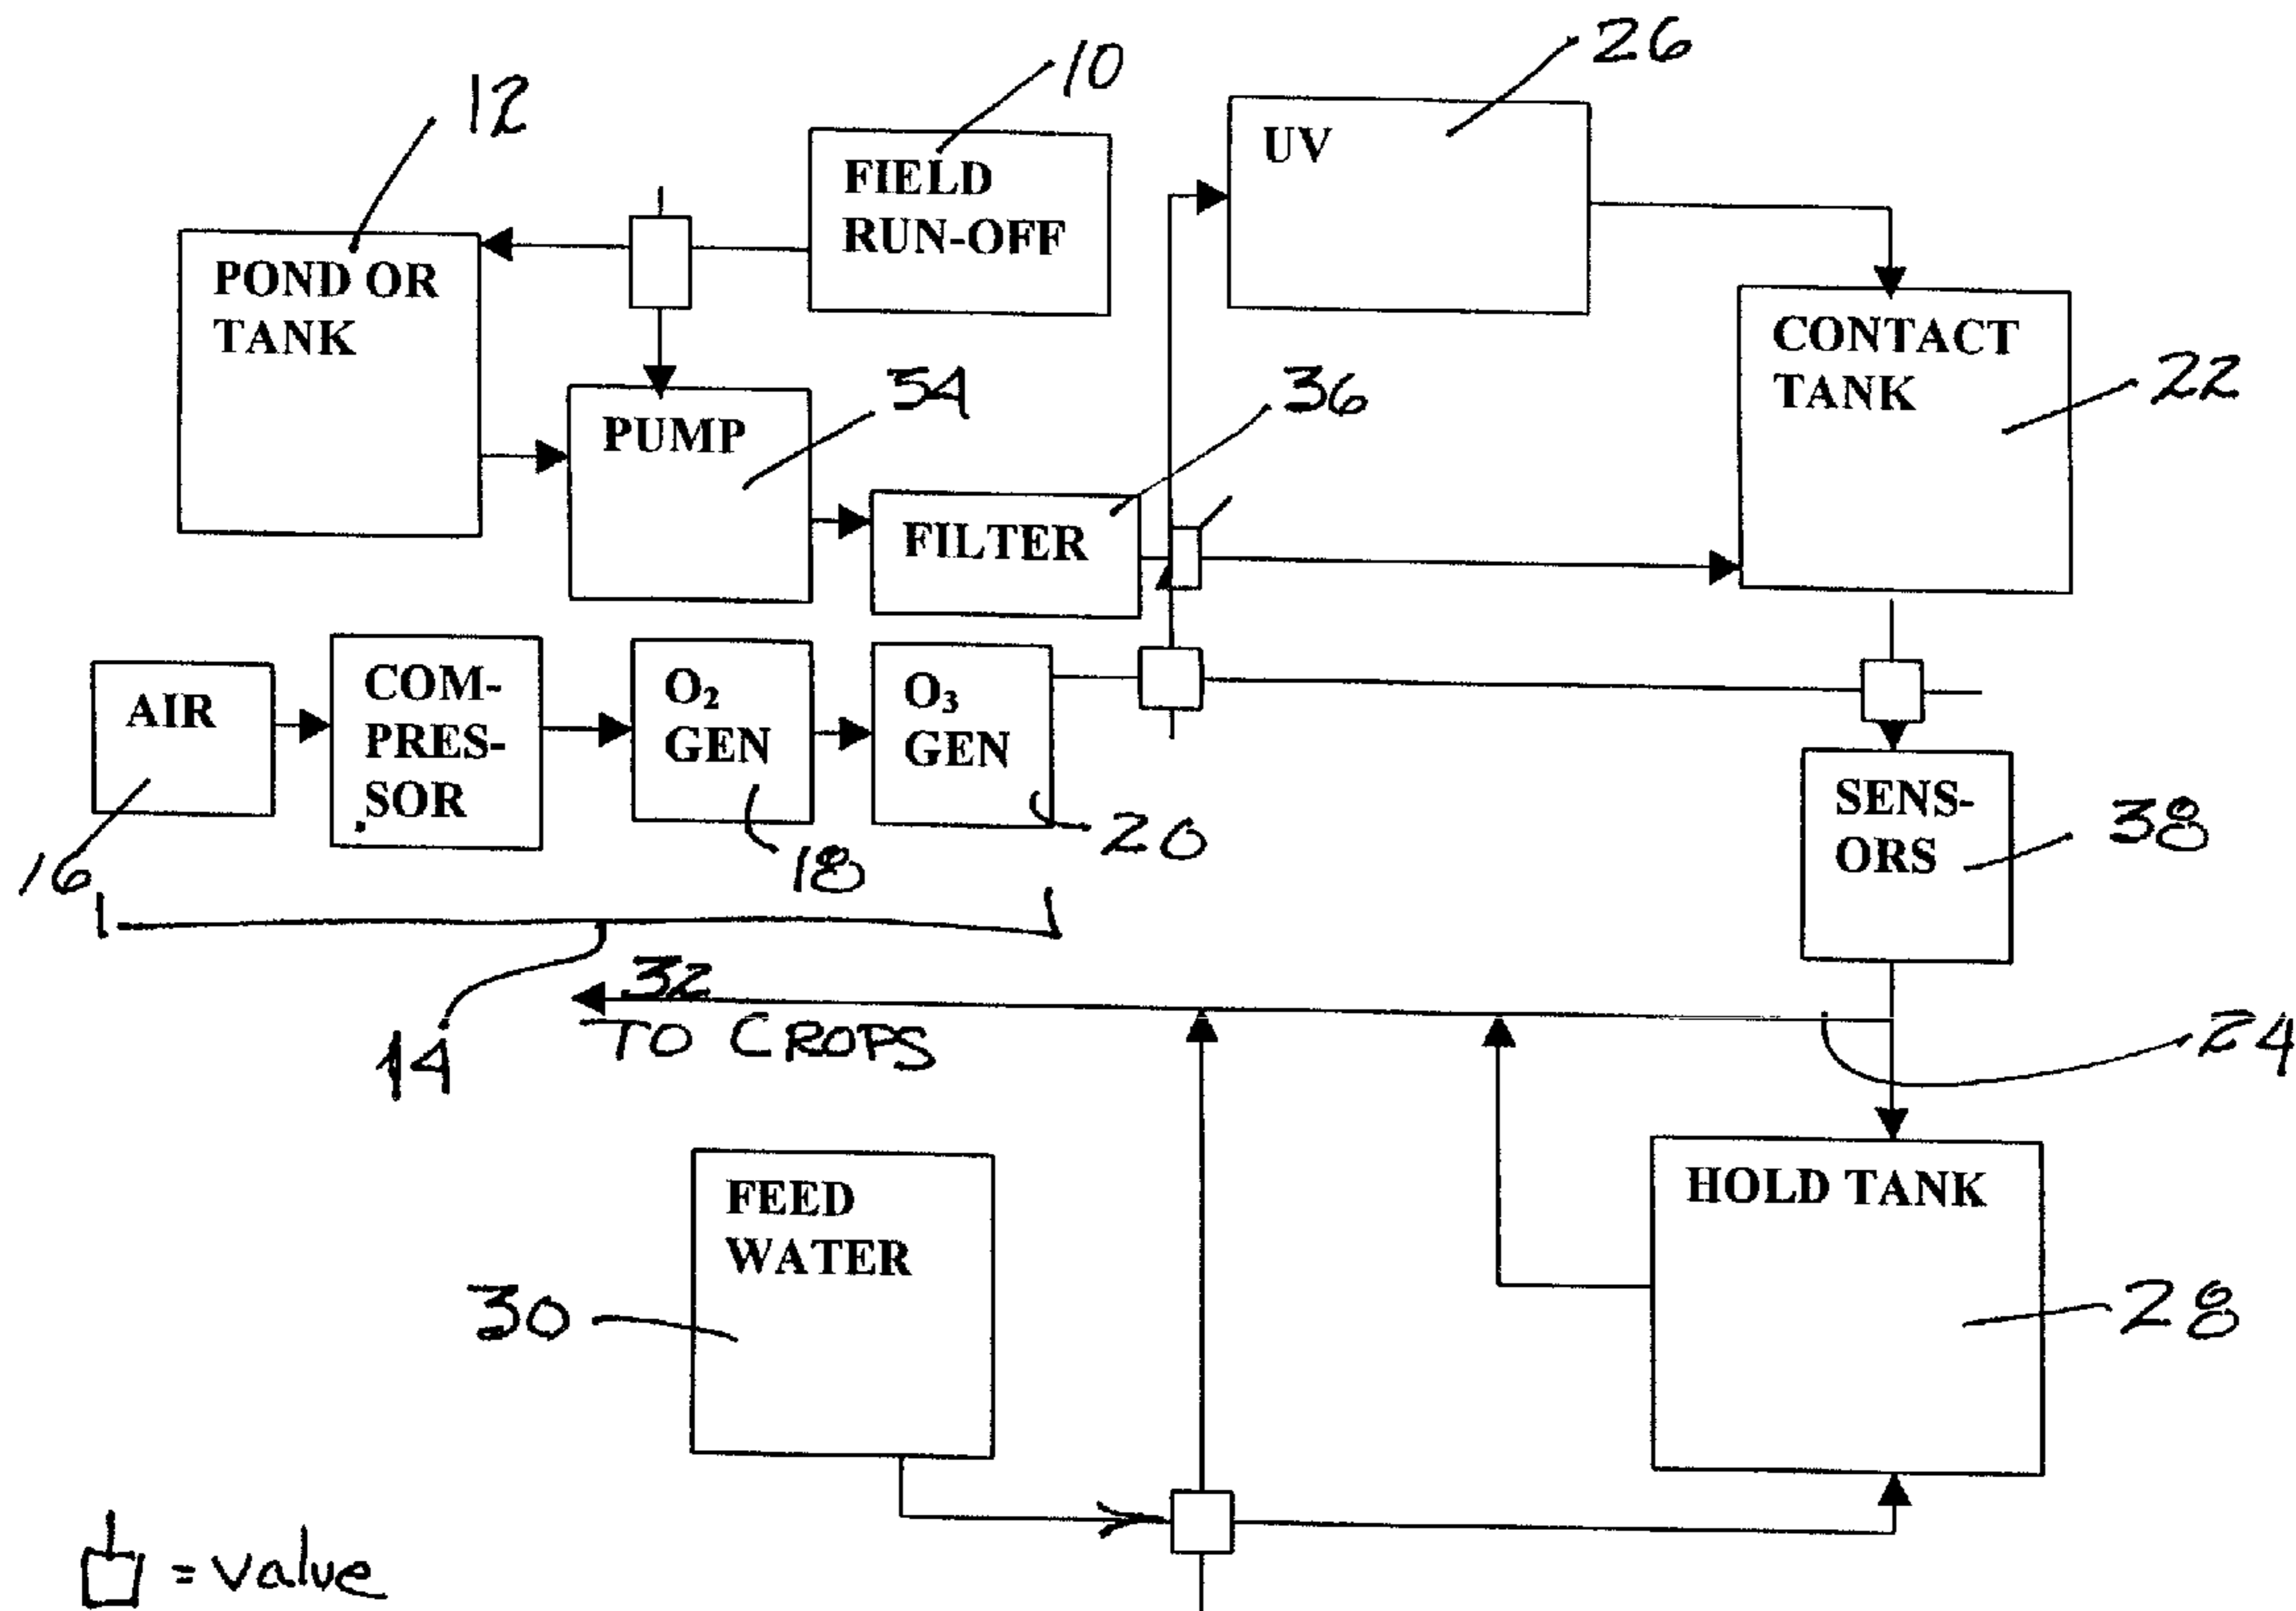 26
10
12
UV
FIELD
RUN-OFF
POND OR
TANK
CONTACT
TANK
22
34
36
PUMP
FILTER
AIR
COM-
PRES-
SOR
O₂
GEN
O₃
GEN
SENS-
ORS
38
16
18
20
14
32
TO CROPS
24
HOLD TANK
FEED
WATER
30
28
= valve